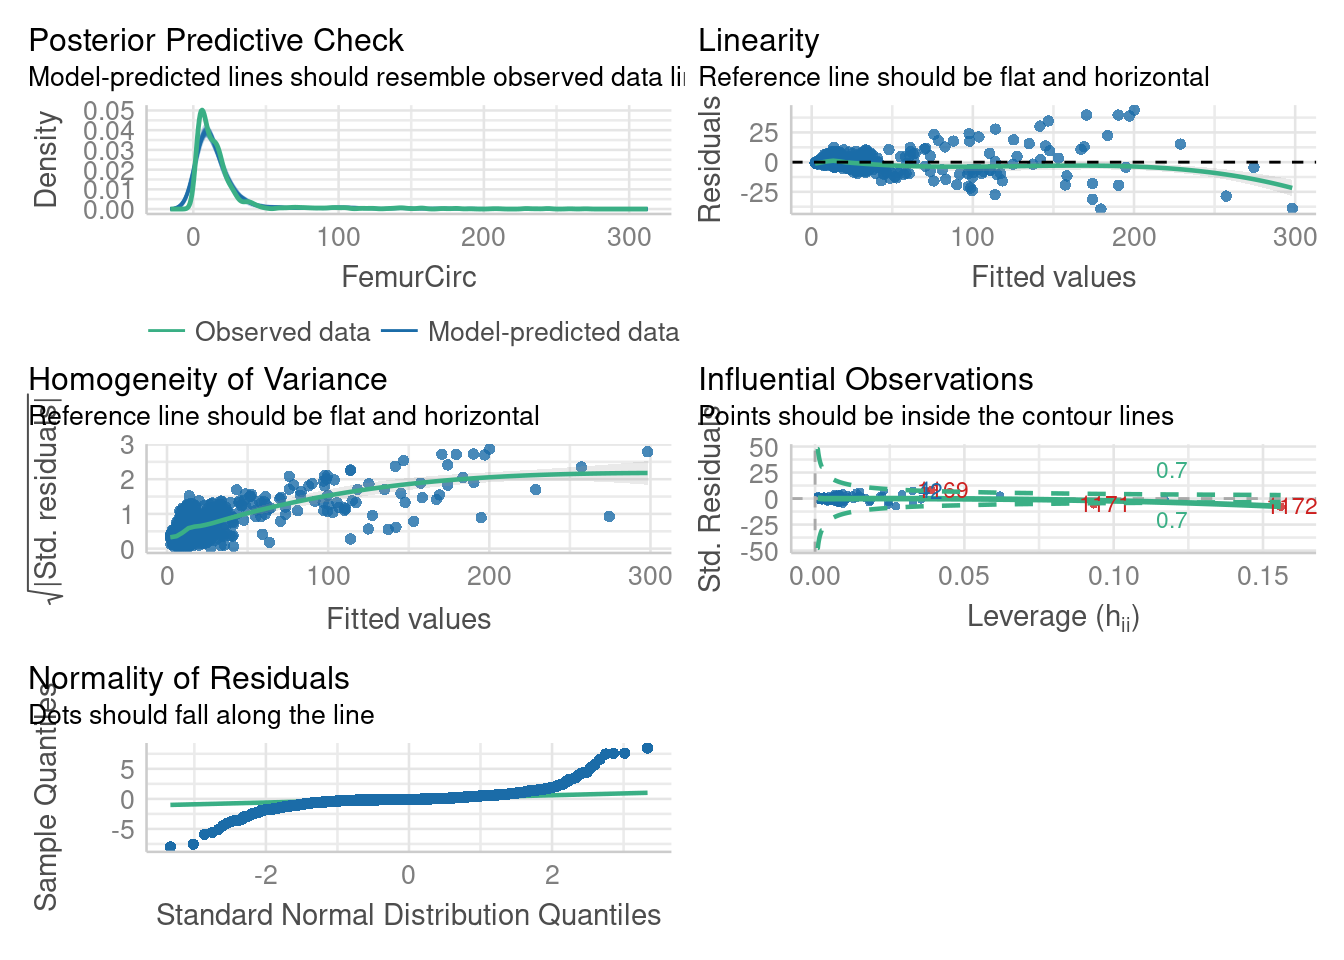 Posterior Predictive Check
Model-predicted lines should resemble observed data li
Density
0.05
0.04
0.03
0.02
0.01
0.00
0 100 200 300
FemurCirc
Observed data Model-predicted data
Linearity
Reference line should be flat and horizontal
Residuals
25
0
-25
0 100 200 300
Fitted values
Homogeneity of Variance
Reference line should be flat and horizontal
√|Std. residuals|
3
2
1
0
0 100 200 300
Fitted values
Influential Observations
Points should be inside the contour lines
Std. Residuals
50
25
0
-25
-50
0.7
1169
1171
1172
0.7
0.00 0.05 0.10 0.15
Leverage (hii)
Normality of Residuals
Dots should fall along the line
Sample Quantiles
5
0
-5
-2 0 2
Standard Normal Distribution Quantiles